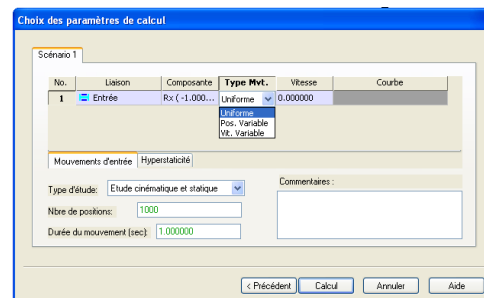 Choix des paramètres de calcul
Scénario 1
No. Liaison Composante Type Mvt. Vitesse Courbe
1 Entrée Rx ( -1.000... Uniforme 0.000000
Uniforme
Pos. Variable
Vit. Variable
Mouvements d'entrée Hyperstaticité
Type d'étude: Etude cinématique et statique Commentaires :
Nbre de positions: 1000
Durée du mouvement (sec): 1.000000
< Précédent Calcul Annuler Aide